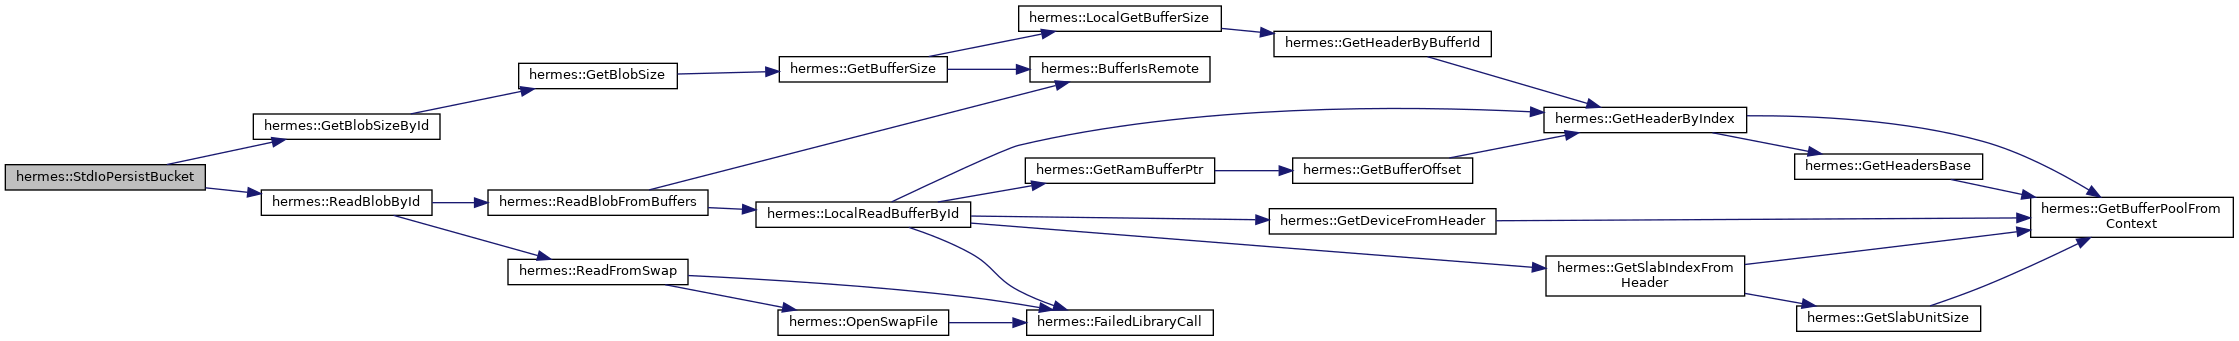 hermes::StdIoPersistBucket
hermes::GetBlobSizeById
hermes::ReadBlobById
hermes::GetBlobSize
hermes::ReadBlobFromBuffers
hermes::ReadFromSwap
hermes::GetBufferSize
hermes::LocalReadBufferById
hermes::OpenSwapFile
hermes::LocalGetBufferSize
hermes::BufferIsRemote
hermes::GetRamBufferPtr
hermes::FailedLibraryCall
hermes::GetHeaderByBufferId
hermes::GetBufferOffset
hermes::GetDeviceFromHeader
hermes::GetHeaderByIndex
hermes::GetSlabIndexFrom
Header
hermes::GetHeadersBase
hermes::GetSlabUnitSize
hermes::GetBufferPoolFrom
Context